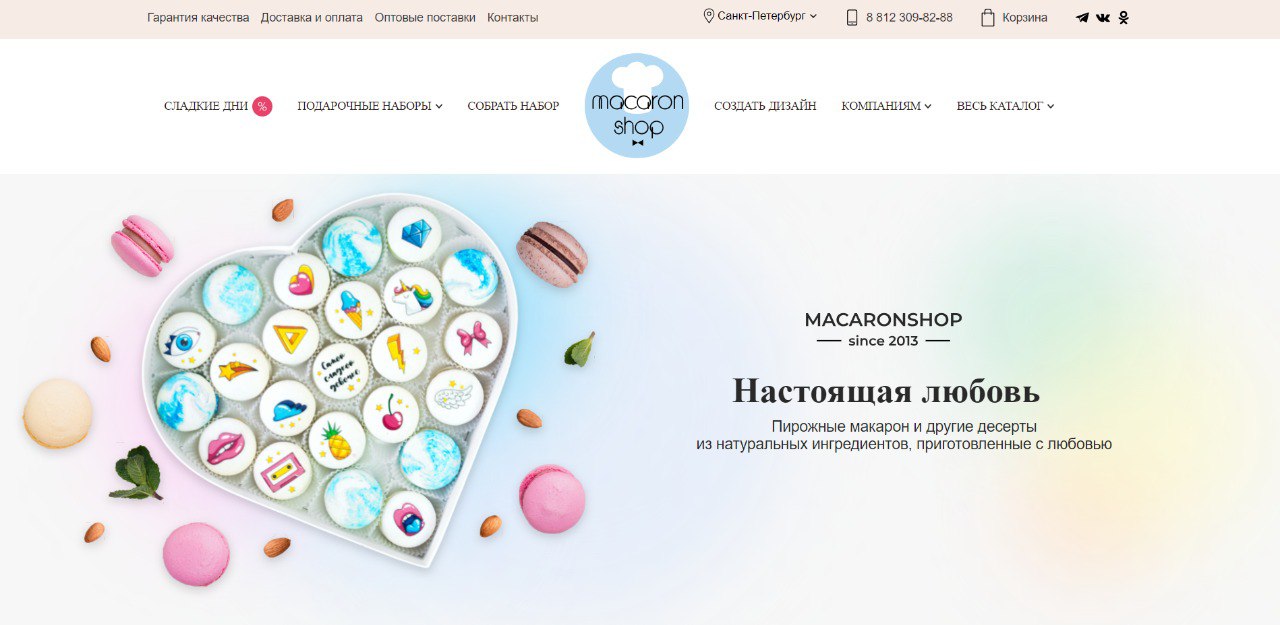 Гарантия качества Доставка и оплата Оптовые поставки Контакты Санкт-Петербург 8 812 309-82-88 Корзина
СЛАДКИЕ ДНИ % ПОДАРОЧНЫЕ НАБОРЫ СОБРАТЬ НАБОР macaron shop СОЗДАТЬ ДИЗАЙН КОМПАНИЯМ ВЕСЬ КАТАЛОГ
Самой
сладкой
девочке
MACARONSHOP
since 2013
Настоящая любовь
Пирожные макарон и другие десерты
из натуральных ингредиентов, приготовленные с любовью